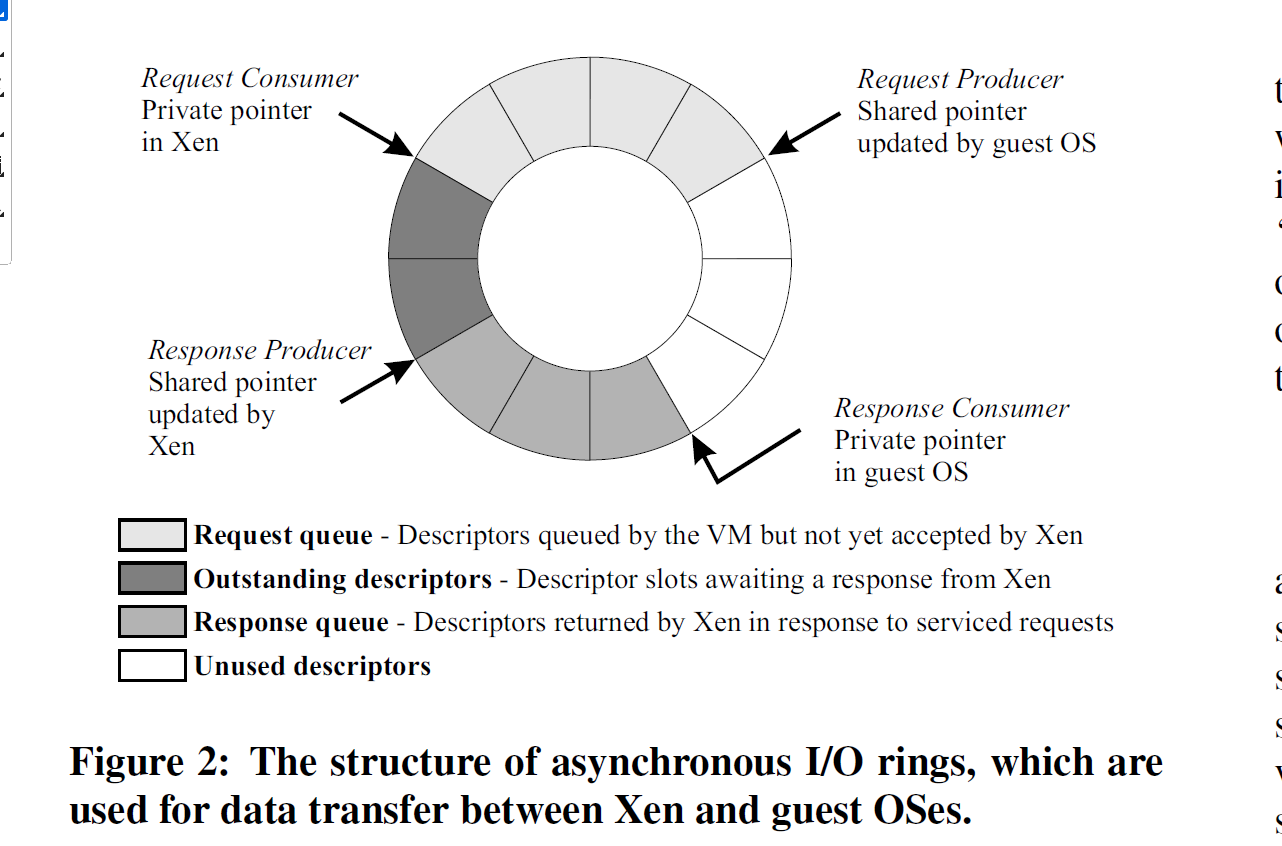 Request Consumer
Private pointer
in Xen
Request Producer
Shared pointer
updated by guest OS
Response Producer
Shared pointer
updated by
Xen
Response Consumer
Private pointer
in guest OS
Request queue - Descriptors queued by the VM but not yet accepted by Xen
Outstanding descriptors - Descriptor slots awaiting a response from Xen
Response queue - Descriptors returned by Xen in response to serviced requests
Unused descriptors
Figure 2: The structure of asynchronous I/O rings, which are
used for data transfer between Xen and guest OSes.